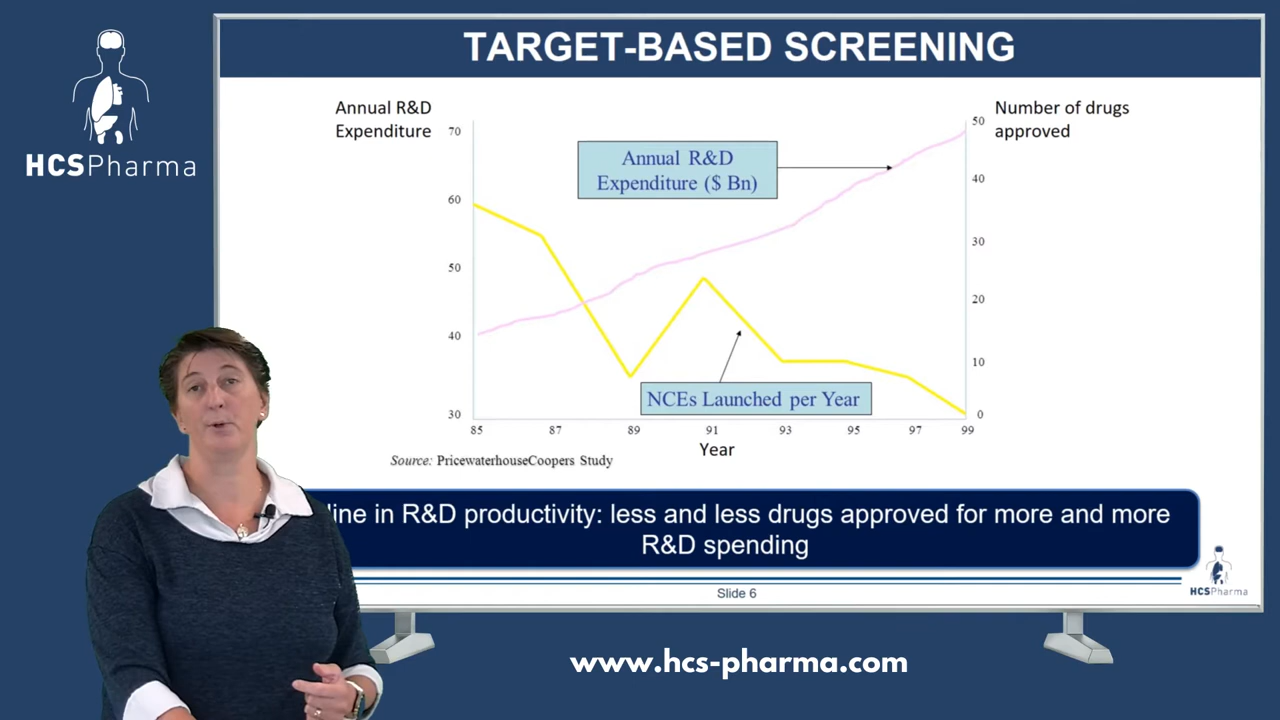 HCSPharma
TARGET-BASED SCREENING
Annual R&D
Expenditure
Number of drugs
approved
70
60
50
40
30
50
40
30
20
10
0
Annual R&D
Expenditure ($ Bn)
NCEs Launched per Year
85 87 89 91 93 95 97 99
Year
Source: PricewaterhouseCoopers Study
in R&D productivity: less and less drugs approved for more and more
R&D spending
HCSPharma
Slide 6
www.hcs-pharma.com